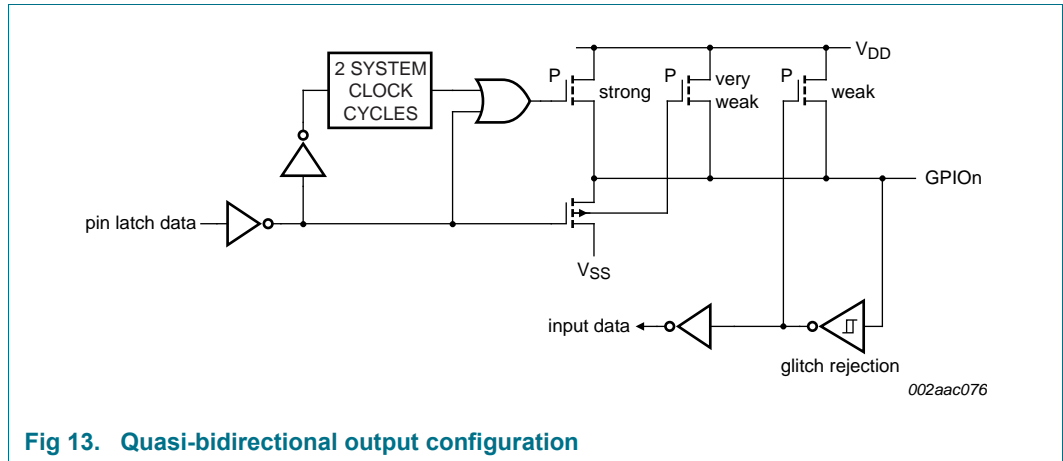 VDD
2 SYSTEM
CLOCK
CYCLES
P
strong
P
very
weak
P
weak
GPIOn
pin latch data
VSS
input data
glitch rejection
002aac076
Fig 13. Quasi-bidirectional output configuration